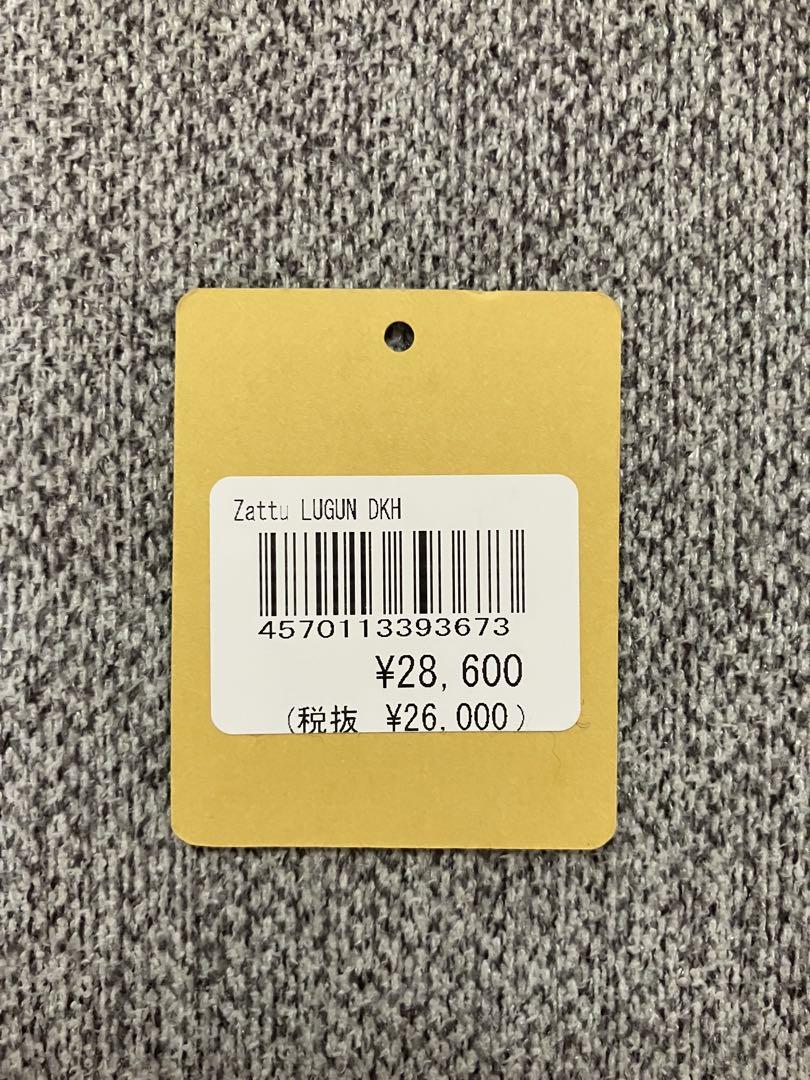 Zattu LUGUN DKH
4570113393673
¥28,600
(税抜 ¥26,000)